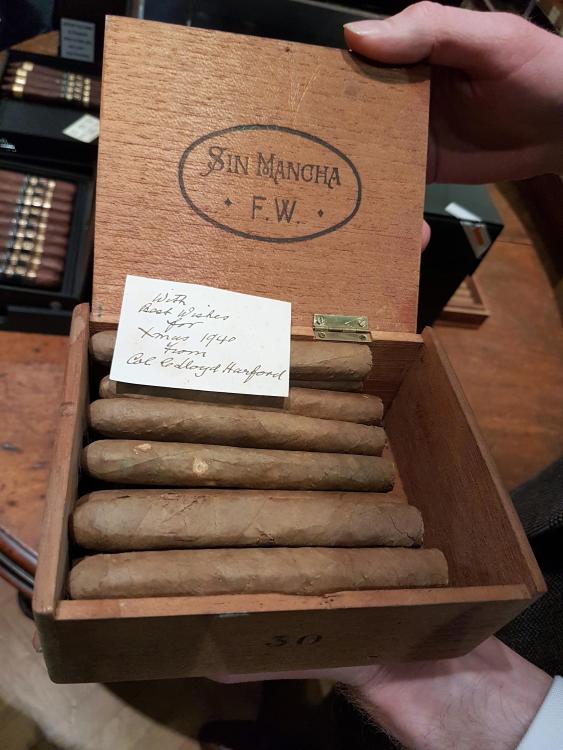 SIN MANCHA
F.W.
With
Best Wishes
for
Xmas 1940
From
Col. Lloyd Harford
30